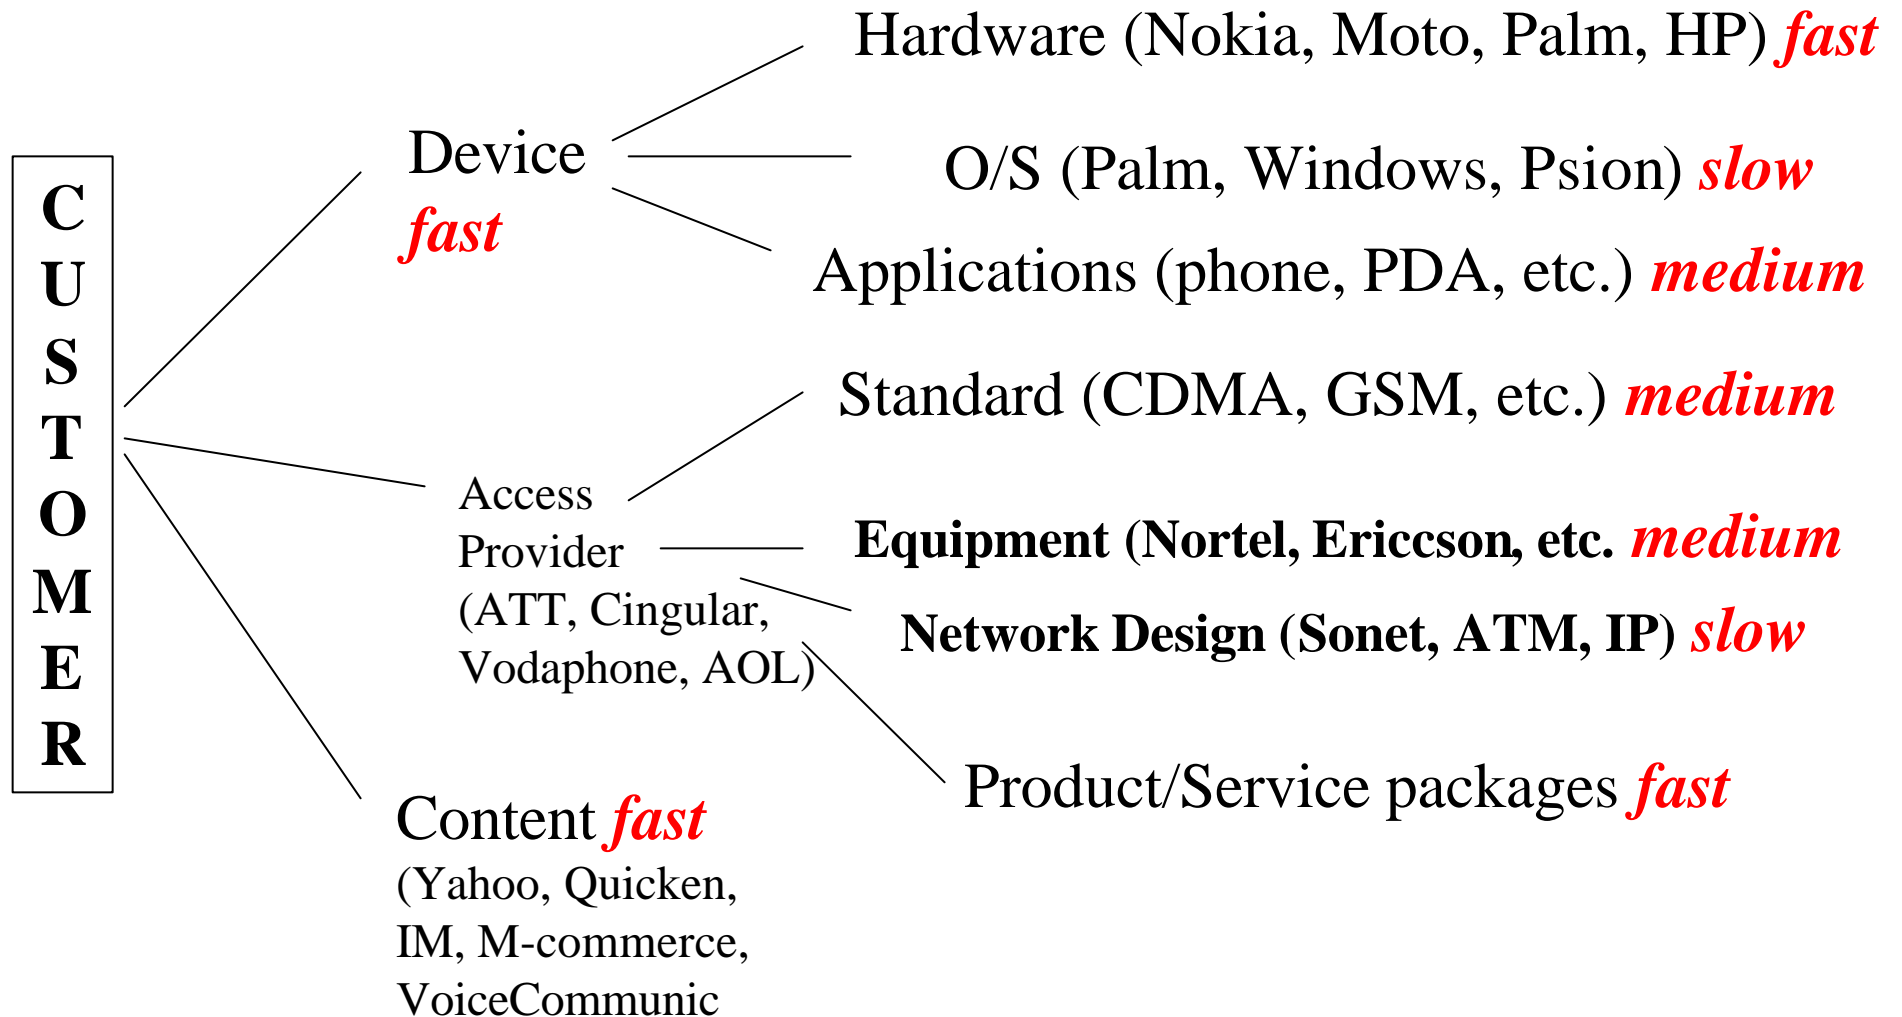 CUSTOMER
Device
fast
Hardware (Nokia, Moto, Palm, HP) fast
O/S (Palm, Windows, Psion) slow
Applications (phone, PDA, etc.) medium
Access
Provider
(ATT, Cingular,
Vodaphone, AOL)
Standard (CDMA, GSM, etc.) medium
Equipment (Nortel, Ericcson, etc. medium
Network Design (Sonet, ATM, IP) slow
Product/Service packages fast
Content fast
(Yahoo, Quicken,
IM, M-commerce,
VoiceCommunic